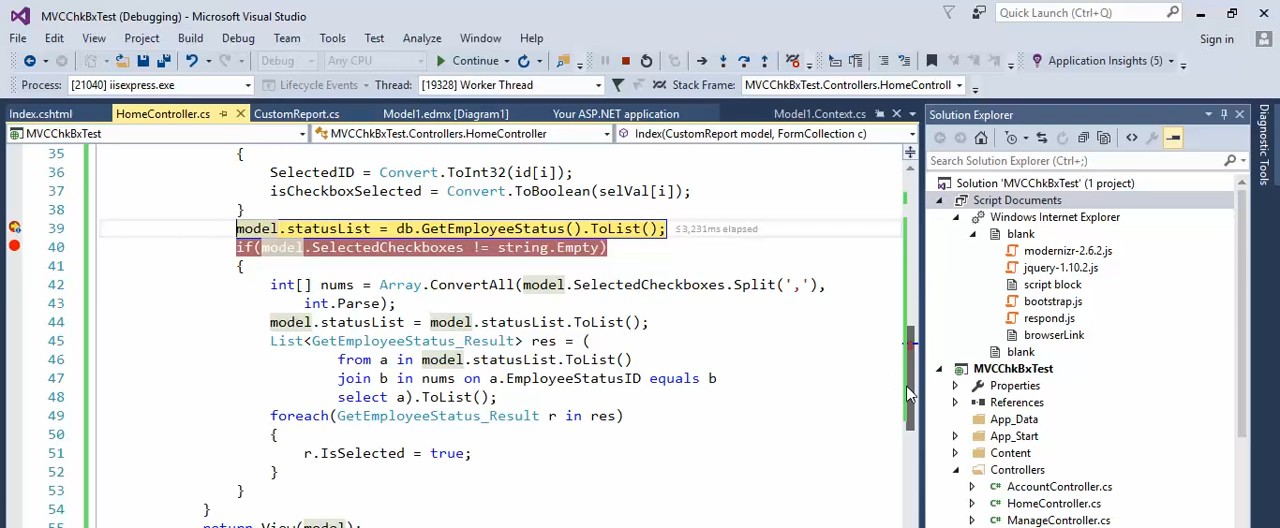 MVCChkBxTest (Debugging) - Microsoft Visual Studio
Quick Launch (Ctrl+Q)
File Edit View Project Build Debug Team Tools Test Analyze Window Help
Sign in
Debug Any CPU Continue Application Insights (5)
Process: [21040] iisexpress.exe Lifecycle Events Thread: [19328] Worker Thread Stack Frame: MVCChkBxTest.Controllers.HomeControll
Index.cshtml HomeController.cs CustomReport.cs Model1.edmx [Diagram1] Your ASP.NET application Model1.Context.cs
MVCChkBxTest MVCChkBxTest.Controllers.HomeController Index(CustomReport model, FormCollection c)
35 {
36 SelectedID = Convert.ToInt32(id[i]);
37 isCheckboxSelected = Convert.ToBoolean(selVal[i]);
38 }
39 model.statusList = db.GetEmployeeStatus().ToList(); ≤3,231ms elapsed
40 if(model.SelectedCheckboxes != string.Empty)
41 {
42 int[] nums = Array.ConvertAll(model.SelectedCheckboxes.Split(','),
43 int.Parse);
44 model.statusList = model.statusList.ToList();
45 List<GetEmployeeStatus_Result> res = (
46 from a in model.statusList.ToList()
47 join b in nums on a.EmployeeStatusID equals b
48 select a).ToList();
49 foreach(GetEmployeeStatus_Result r in res)
50 {
51 r.IsSelected = true;
52 }
53 }
54 }
55 return View(model);
Solution Explorer
Search Solution Explorer (Ctrl+;)
Solution 'MVCChkBxTest' (1 project)
Script Documents
Windows Internet Explorer
blank
modernizr-2.6.2.js
jquery-1.10.2.js
script block
bootstrap.js
respond.js
browserLink
blank
MVCChkBxTest
Properties
References
App_Data
App_Start
Content
Controllers
C# AccountController.cs
C# HomeController.cs
C# ManageController.cs
Diagnostic Tools